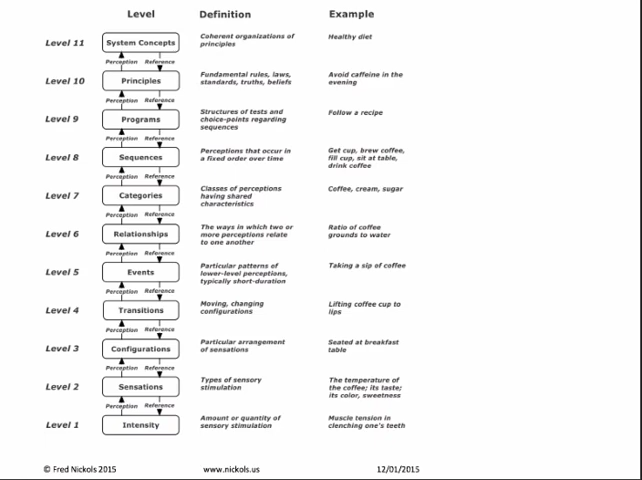 Level Definition Example
Level 11 System Concepts Coherent organizations of Healthy diet
principles
Perception Reference
Level 10 Principles Fundamental rules, laws, Avoid caffeine in the
standards, truths, beliefs evening
Perception Reference
Level 9 Programs Structures of tests and Follow a recipe
choice-points regarding
sequences
Perception Reference
Level 8 Sequences Perceptions that occur in Get cup, brew coffee,
a fixed order over time fill cup, sit at table,
drink coffee
Perception Reference
Level 7 Categories Classes of perceptions Coffee, cream, sugar
having shared
characteristics
Perception Reference
Level 6 Relationships The ways in which two or Ratio of coffee
more perceptions relate grounds to water
to one another
Perception Reference
Level 5 Events Particular patterns of Taking a sip of coffee
lower-level perceptions,
typically short-duration
Perception Reference
Level 4 Transitions Moving, changing Lifting coffee cup to
configurations lips
Perception Reference
Level 3 Configurations Particular arrangement Seated at breakfast
of sensations table
Perception Reference
Level 2 Sensations Types of sensory The temperature of
stimulation the coffee; its taste;
its color, sweetness
Perception Reference
Level 1 Intensity Amount or quantity of Muscle tension in
sensory stimulation clenching one's teeth
© Fred Nickols 2015 www.nickols.us 12/01/2015